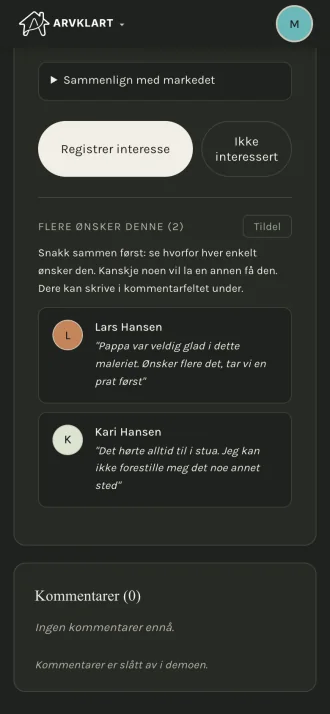 ARVKLART
M
Sammenlign med markedet
Registrer interesse
Ikke
interessert
FLERE ØNSKER DENNE (2)
Tildel
Snakk sammen først: se hvorfor hver enkelt
ønsker den. Kanskje noen vil la en annen få den.
Dere kan skrive i kommentarfeltet under.
L
Lars Hansen
"Pappa var veldig glad i dette
maleriet. Ønsker flere det, tar vi en
prat først"
K
Kari Hansen
"Det hørte alltid til i stua. Jeg kan
ikke forestille meg det noe annet
sted"
Kommentarer (0)
Ingen kommentarer ennå.
Kommentarer er slått av i demoen.